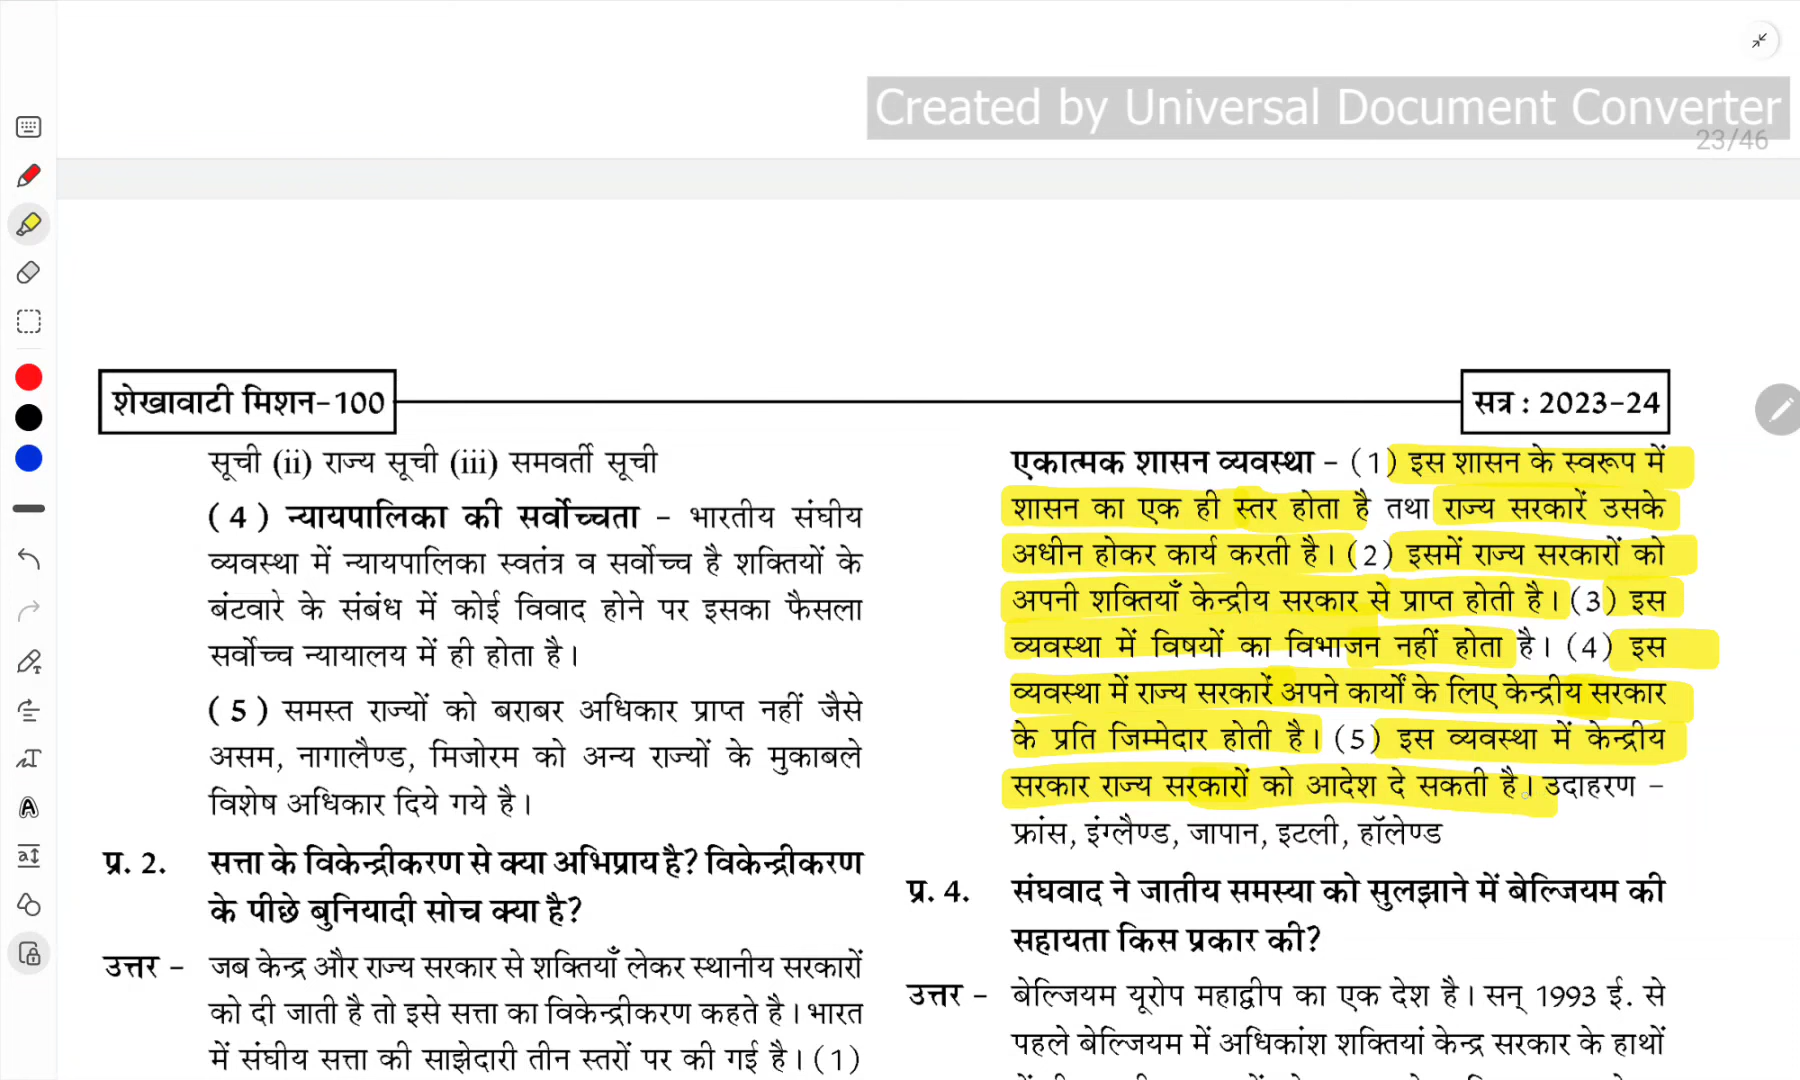 Created by Universal Document Converter
23/46
शेखावाटी मिशन-100
सत्र : 2023-24
सूची (ii) राज्य सूची (iii) समवर्ती सूची
(4) न्यायपालिका की सर्वोच्चता - भारतीय संघीय
व्यवस्था में न्यायपालिका स्वतंत्र व सर्वोच्च है शक्तियों के
बंटवारे के संबंध में कोई विवाद होने पर इसका फैसला
सर्वोच्च न्यायालय में ही होता है।
(5) समस्त राज्यों को बराबर अधिकार प्राप्त नहीं जैसे
असम, नागालैण्ड, मिजोरम को अन्य राज्यों के मुकाबले
विशेष अधिकार दिये गये है।
प्र. 2. सत्ता के विकेन्द्रीकरण से क्या अभिप्राय है? विकेन्द्रीकरण
के पीछे बुनियादी सोच क्या है?
उत्तर - जब केन्द्र और राज्य सरकार से शक्तियाँ लेकर स्थानीय सरकारों
को दी जाती है तो इसे सत्ता का विकेन्द्रीकरण कहते है। भारत
में संघीय सत्ता की साझेदारी तीन स्तरों पर की गई है। (1)
एकात्मक शासन व्यवस्था - (1) इस शासन के स्वरूप में
शासन का एक ही स्तर होता है तथा राज्य सरकारें उसके
अधीन होकर कार्य करती है। (2) इसमें राज्य सरकारों को
अपनी शक्तियाँ केन्द्रीय सरकार से प्राप्त होती है। (3) इस
व्यवस्था में विषयों का विभाजन नहीं होता है। (4) इस
व्यवस्था में राज्य सरकारें अपने कार्यों के लिए केन्द्रीय सरकार
के प्रति जिम्मेदार होती है। (5) इस व्यवस्था में केन्द्रीय
सरकार राज्य सरकारों को आदेश दे सकती है। उदाहरण -
फ्रांस, इंग्लैण्ड, जापान, इटली, हॉलेण्ड
प्र. 4. संघवाद ने जातीय समस्या को सुलझाने में बेल्जियम की
सहायता किस प्रकार की?
उत्तर - बेल्जियम यूरोप महाद्वीप का एक देश है। सन् 1993 ई. से
पहले बेल्जियम में अधिकांश शक्तियां केन्द्र सरकार के हाथों